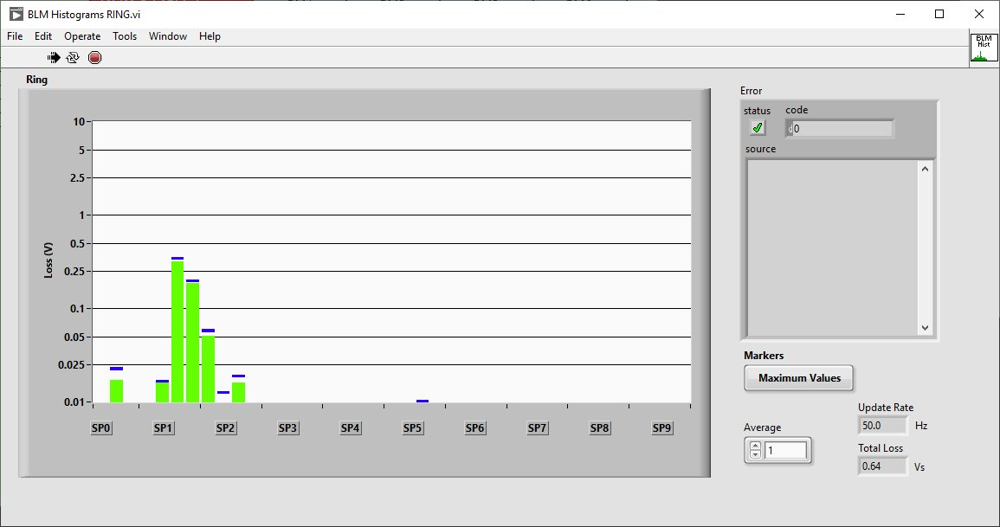 BLM Histograms RING.vi
File Edit Operate Tools Window Help
BLM
Hist
Ring
10
5
2.5
1
0.5
0.25
0.1
0.05
0.025
0.01
Loss (V)
SP0 SP1 SP2 SP3 SP4 SP5 SP6 SP7 SP8 SP9
Error
status code
d0
source
Markers
Maximum Values
Update Rate
50.0 Hz
Average
1
Total Loss
0.64 Vs